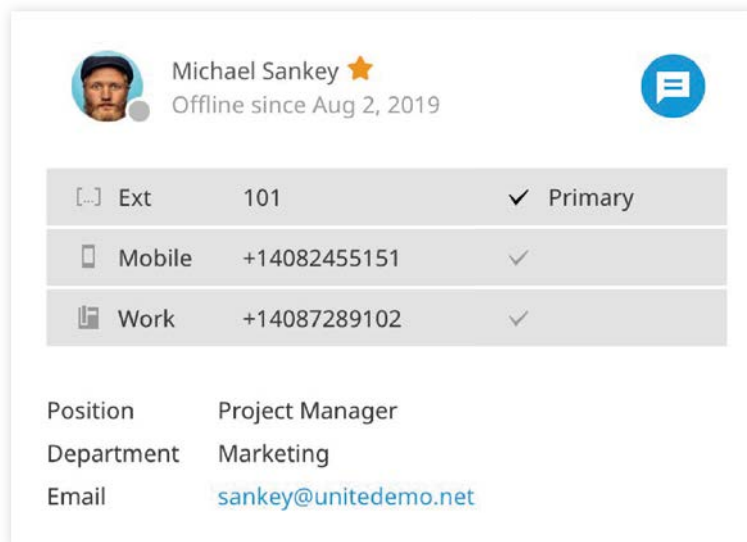 Michael Sankey
Offline since Aug 2, 2019
[...] Ext 101 Primary
Mobile +14082455151
Work +14087289102
Position Project Manager
Department Marketing
Email sankey@unitedemo.net